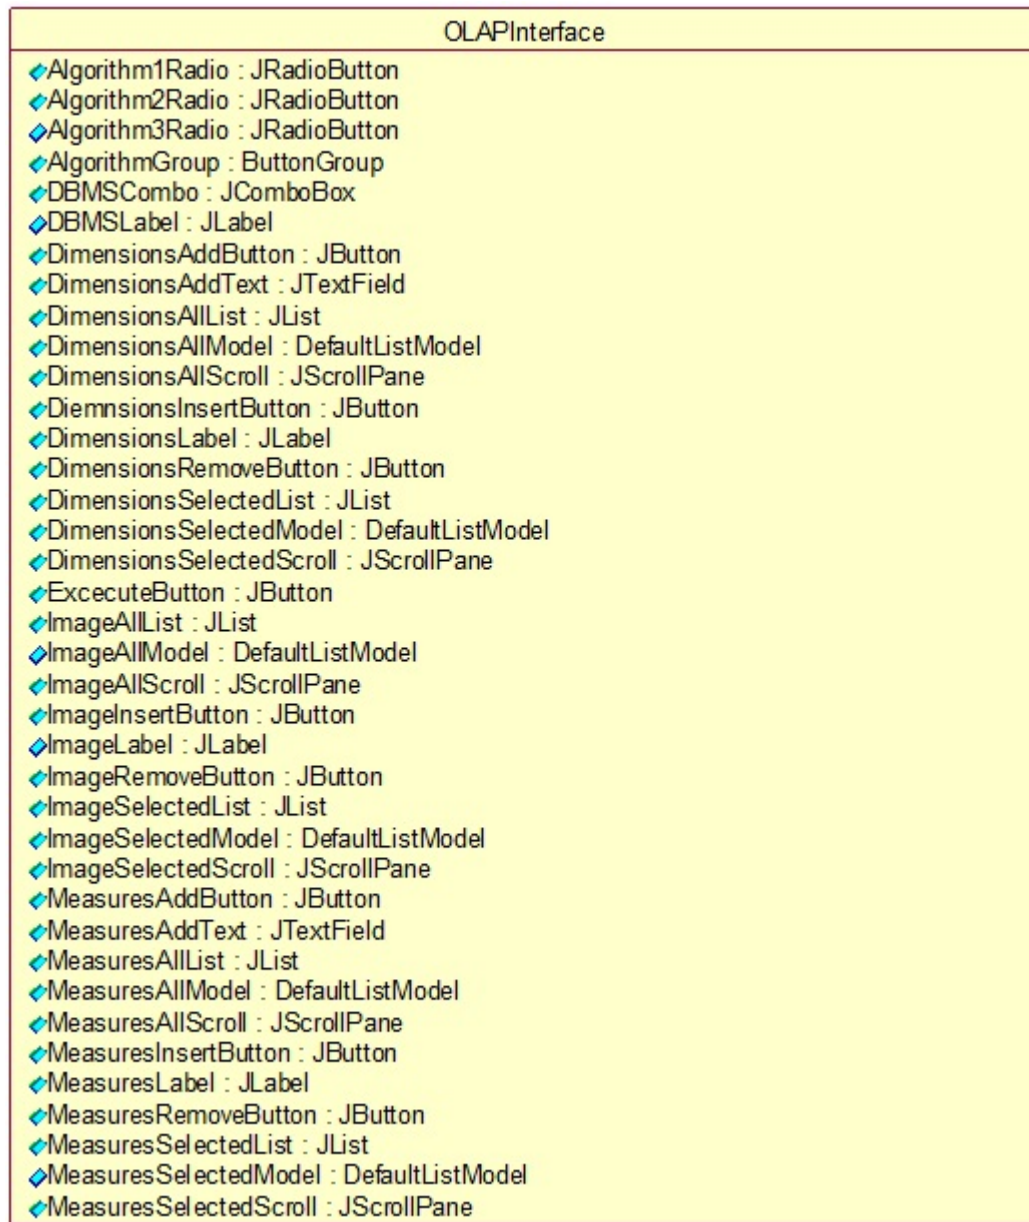 OLAPInterface
Algorithm1Radio : JRadioButton
Algorithm2Radio : JRadioButton
Algorithm3Radio : JRadioButton
AlgorithmGroup : ButtonGroup
DBMSCombo : JComboBox
DBMSLabel : JLabel
DimensionsAddButton : JButton
DimensionsAddText : JTextField
DimensionsAllList : JList
DimensionsAllModel : DefaultListModel
DimensionsAllScroll : JScrollPane
DiemnsionsInsertButton : JButton
DimensionsLabel : JLabel
DimensionsRemoveButton : JButton
DimensionsSelectedList : JList
DimensionsSelectedModel : DefaultListModel
DimensionsSelectedScroll : JScrollPane
ExcecuteButton : JButton
ImageAllList : JList
ImageAllModel : DefaultListModel
ImageAllScroll : JScrollPane
ImageInsertButton : JButton
ImageLabel : JLabel
ImageRemoveButton : JButton
ImageSelectedList : JList
ImageSelectedModel : DefaultListModel
ImageSelectedScroll : JScrollPane
MeasuresAddButton : JButton
MeasuresAddText : JTextField
MeasuresAllList : JList
MeasuresAllModel : DefaultListModel
MeasuresAllScroll : JScrollPane
MeasuresInsertButton : JButton
MeasuresLabel : JLabel
MeasuresRemoveButton : JButton
MeasuresSelectedList : JList
MeasuresSelectedModel : DefaultListModel
MeasuresSelectedScroll : JScrollPane